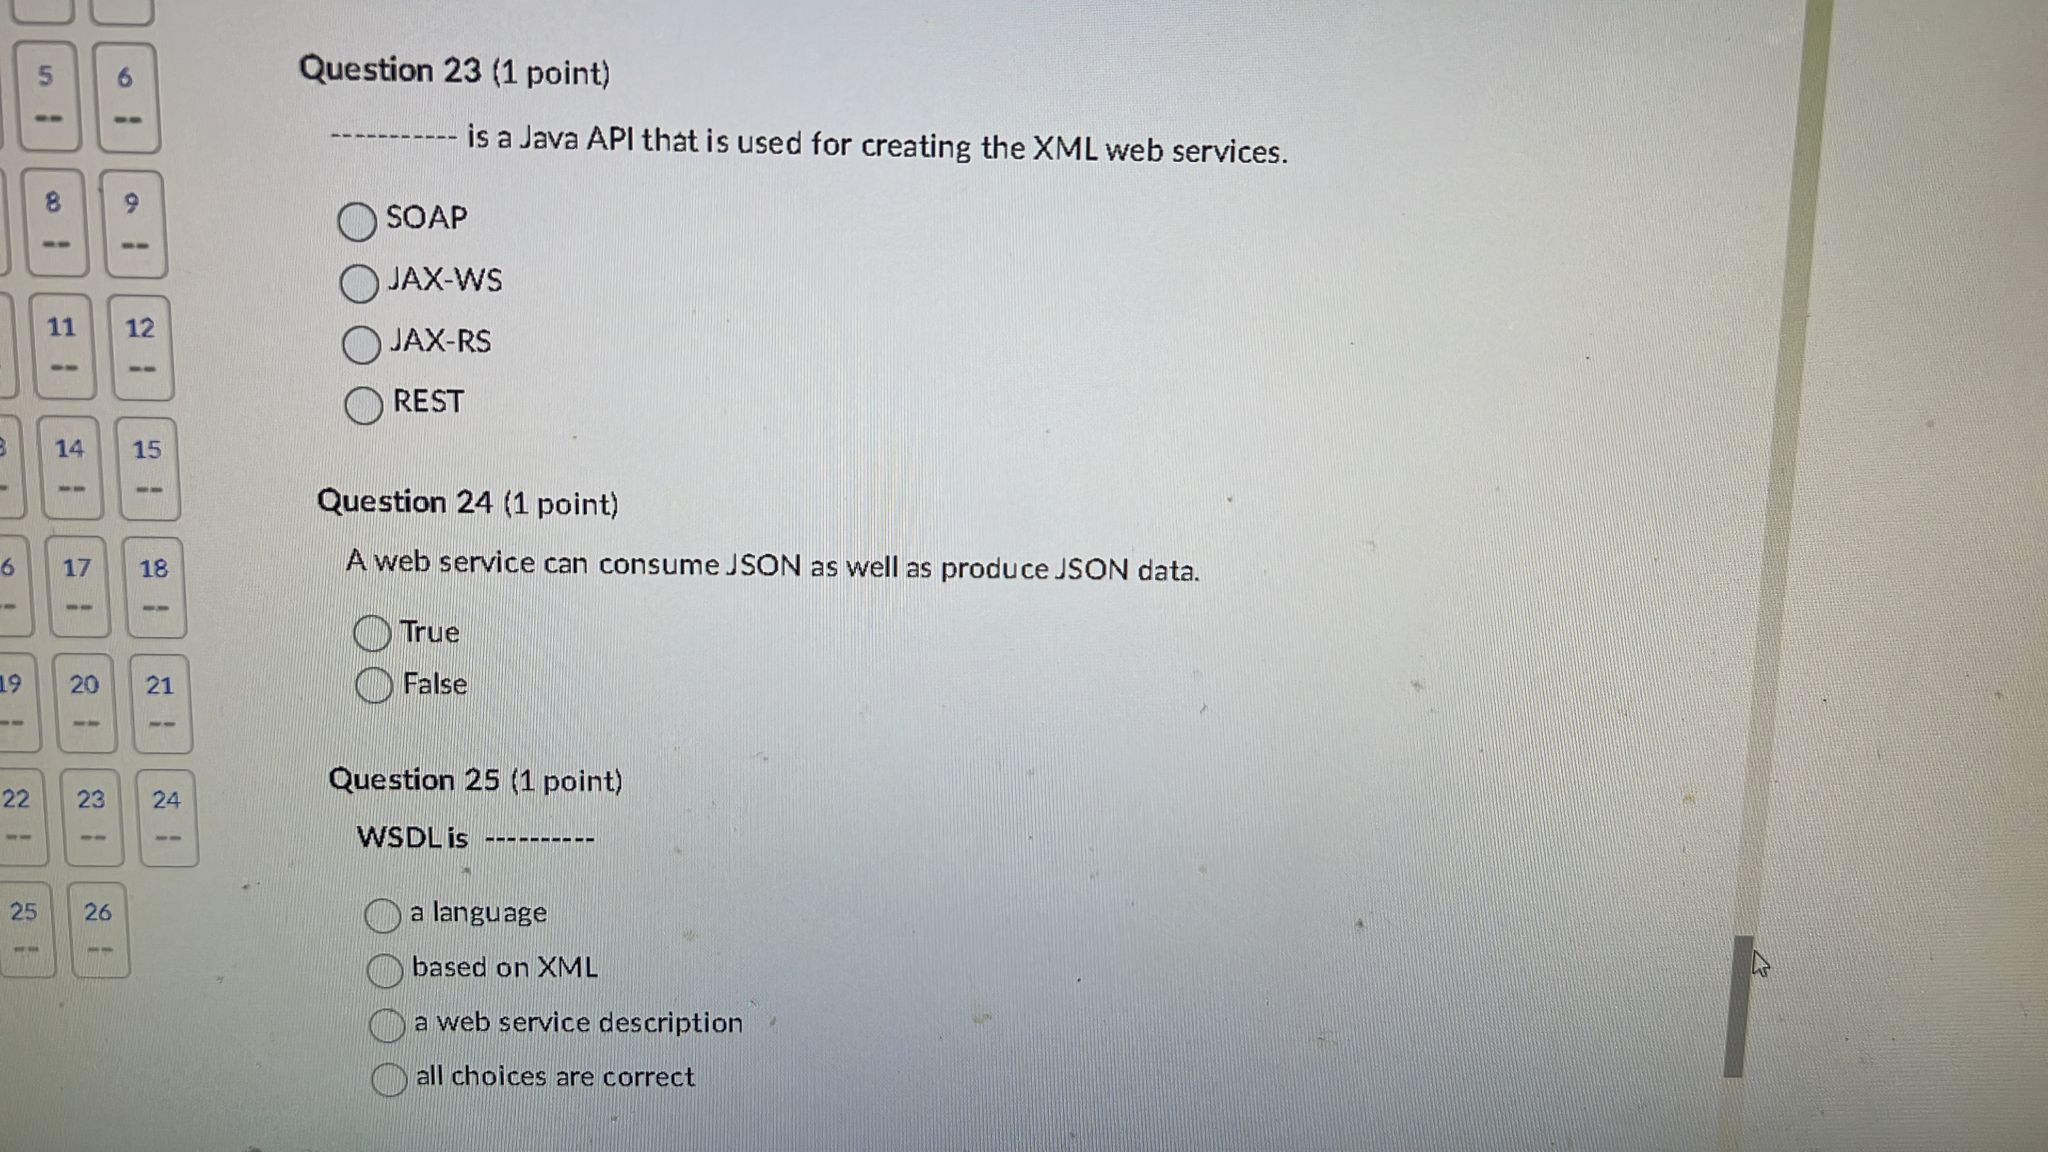 5 6
-- --
Question 23 (1 point)
----------- is a Java API that is used for creating the XML web services.
8 9
-- --
SOAP
JAX-WS
11 12
-- --
JAX-RS
REST
14 15
-- --
Question 24 (1 point)
A web service can consume JSON as well as produce JSON data.
6 17 18
-- -- --
True
19 20 21
-- -- --
False
Question 25 (1 point)
22 23 24
-- -- --
WSDL is ----------
25 26
-- --
a language
based on XML
a web service description
all choices are correct